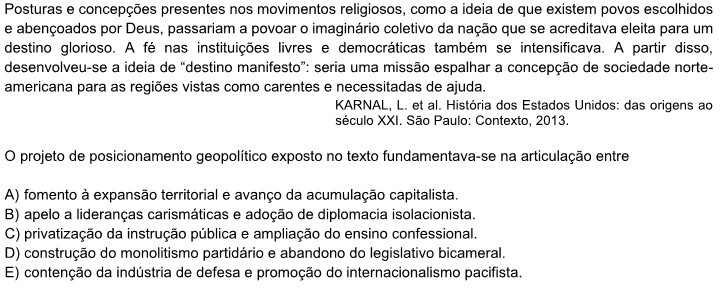 Posturas e concepções presentes nos movimentos religiosos, como a ideia de que existem povos escolhidos
e abençoados por Deus, passariam a povoar o imaginário coletivo da nação que se acreditava eleita para um
destino glorioso. A fé nas instituições livres e democráticas também se intensificava. A partir disso,
desenvolveu-se a ideia de “destino manifesto”: seria uma missão espalhar a concepção de sociedade norte-
americana para as regiões vistas como carentes e necessitadas de ajuda.
KARNAL, L. et al. História dos Estados Unidos: das origens ao
século XXI. São Paulo: Contexto, 2013.
O projeto de posicionamento geopolítico exposto no texto fundamentava-se na articulação entre
A) fomento à expansão territorial e avanço da acumulação capitalista.
B) apelo a lideranças carismáticas e adoção de diplomacia isolacionista.
C) privatização da instrução pública e ampliação do ensino confessional.
D) construção do monolitismo partidário e abandono do legislativo bicameral.
E) contenção da indústria de defesa e promoção do internacionalismo pacifista.